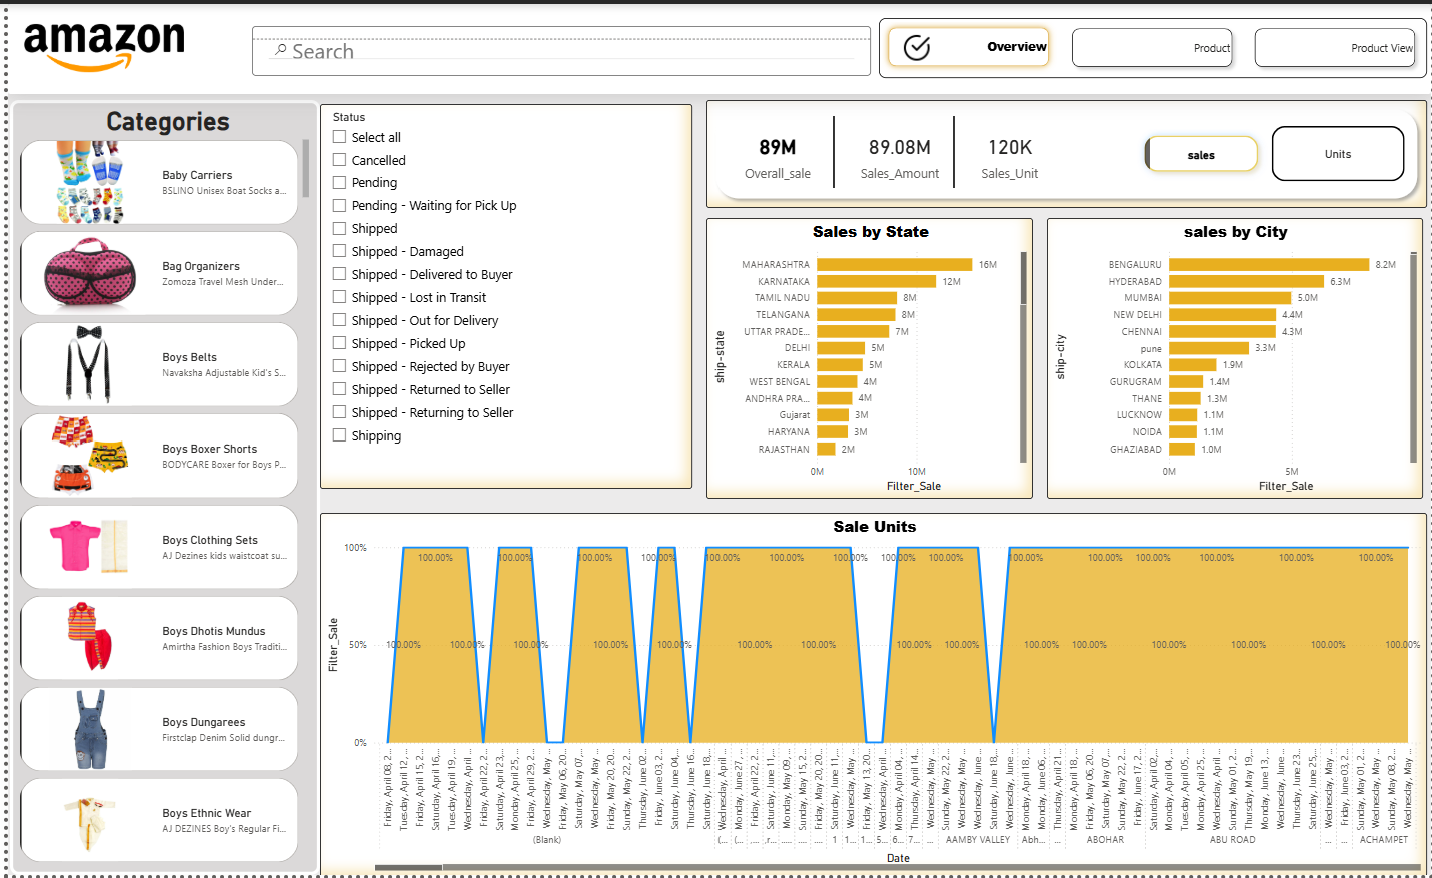 amazon
Search
Overview
Product
Product View
Categories
Baby Carriers
BSLINO Unisex Boat Socks a...
Bag Organizers
Zomoza Travel Mesh Under...
Boys Belts
Navaksha Adjustable Kid's S...
Boys Boxer Shorts
BODYCARE Boxer for Boys P...
Boys Clothing Sets
AJ Dezines kids waistcoat su...
Boys Dhotis Mundus
Amirtha Fashion Boys Traditi...
Boys Dungarees
Firstclap Denim Solid dungr...
Boys Ethnic Wear
AJ DEZINES Boy's Regular Fi...
Status
Select all
Cancelled
Pending
Pending - Waiting for Pick Up
Shipped
Shipped - Damaged
Shipped - Delivered to Buyer
Shipped - Lost in Transit
Shipped - Out for Delivery
Shipped - Picked Up
Shipped - Rejected by Buyer
Shipped - Returned to Seller
Shipped - Returning to Seller
Shipping
89M
Overall_sale
89.08M
Sales_Amount
120K
Sales_Unit
sales
Units
Sales by State
ship-state
MAHARASHTRA 16M
KARNATAKA 12M
TAMIL NADU 8M
TELANGANA 8M
UTTAR PRADE... 7M
DELHI 5M
KERALA 5M
WEST BENGAL 4M
ANDHRA PRA... 4M
Gujarat 3M
HARYANA 3M
RAJASTHAN 2M
0M 10M
Filter_Sale
sales by City
ship-city
BENGALURU 8.2M
HYDERABAD 6.3M
MUMBAI 5.0M
NEW DELHI 4.4M
CHENNAI 4.3M
pune 3.3M
KOLKATA 1.9M
GURUGRAM 1.4M
THANE 1.3M
LUCKNOW 1.1M
NOIDA 1.1M
GHAZIABAD 1.0M
0M 5M
Filter_Sale
Sale Units
Filter_Sale
100%
100.00% 100.00% 100.00% 100.00% 100.00% 100.00% 100.00% 100.00% 100.00% 100.00% 100.00% 100.00% 100.00% 100.00% 100.00%
50%
100.00% 100.00% 100.00% 100.00% 100.00% 100.00% 100.00% 100.00% 100.00% 100.00% 100.00% 100.00% 100.00% 100.00% 100.00%
0%
Friday, April 08, 2...
Tuesday, April 12, ...
Friday, April 15, 2...
Saturday, April 16, ...
Tuesday, April 19, ...
Wednesday, April ...
Friday, April 22, 2...
Saturday, April 23, ...
Monday, April 25, ...
Friday, April 29, 2...
Wednesday, May ...
Friday, May 06, 20...
Saturday, May 07, ...
Wednesday, May ...
Friday, May 20, 20...
Sunday, May 22, 2...
Thursday, June 02, ...
Friday, June 03, 2...
Saturday, June 04, ...
Thursday, June 16, ...
Saturday, June 18, ...
Wednesday, April ...
Monday, June 27, ...
Friday, April 22, 2...
Saturday, June 11, ...
Monday, May 09, ...
Sunday, May 15, 2...
Friday, May 20, 20...
Saturday, June 11, ...
Wednesday, May ...
Friday, May 13, 20...
Wednesday, May ...
Monday, April 04, ...
Thursday, April 14, ...
Wednesday, May ...
Sunday, May 22, 2...
Wednesday, May ...
Wednesday, June ...
Saturday, June 18, ...
Wednesday, June ...
Monday, April 18, ...
Monday, June 06, ...
Thursday, April 21, ...
Monday, April 18, ...
Friday, May 06, 20...
Saturday, May 07, ...
Sunday, May 22, 2...
Friday, June 17, 2...
Saturday, April 02, ...
Monday, April 04, ...
Tuesday, April 05, ...
Monday, April 25, ...
Wednesday, April ...
Sunday, May 01, 2...
Thursday, May 19, ...
Monday, June 13, ...
Wednesday, June ...
Thursday, June 23, ...
Saturday, June 25, ...
Wednesday, May ...
Friday, June 03, 2...
Sunday, May 01, 2...
Sunday, May 08, 2...
Wednesday, May ...
(Blank) (... (... ,... ,r... ..... .... .... 1 1... 1... 5... 6... 7... ... AAMBY VALLEY Abh... ... ABOHAR ABU ROAD ... ... ACHAMPET
Date